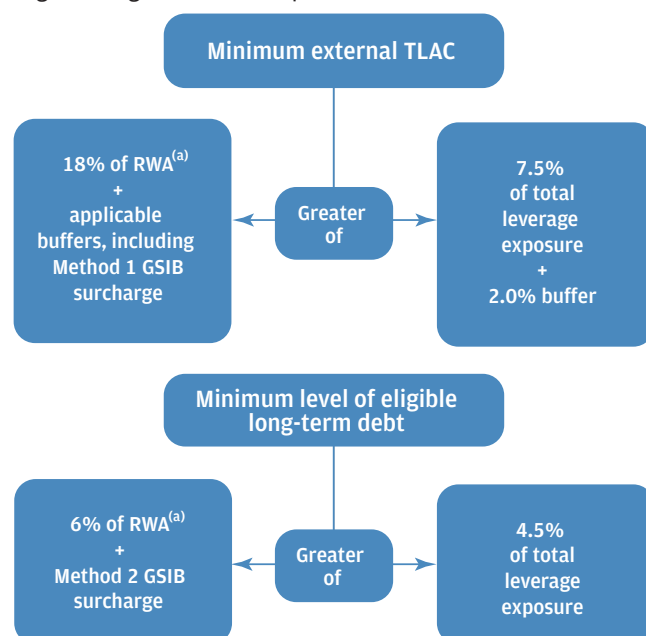 Minimum external TLAC
18% of RWA(a)
+
applicable
buffers, including
Method 1 GSIB
surcharge
Greater
of
7.5%
of total
leverage
exposure
+
2.0% buffer
Minimum level of eligible
long-term debt
6% of RWA(a)
+
Method 2 GSIB
surcharge
Greater
of
4.5%
of total
leverage
exposure